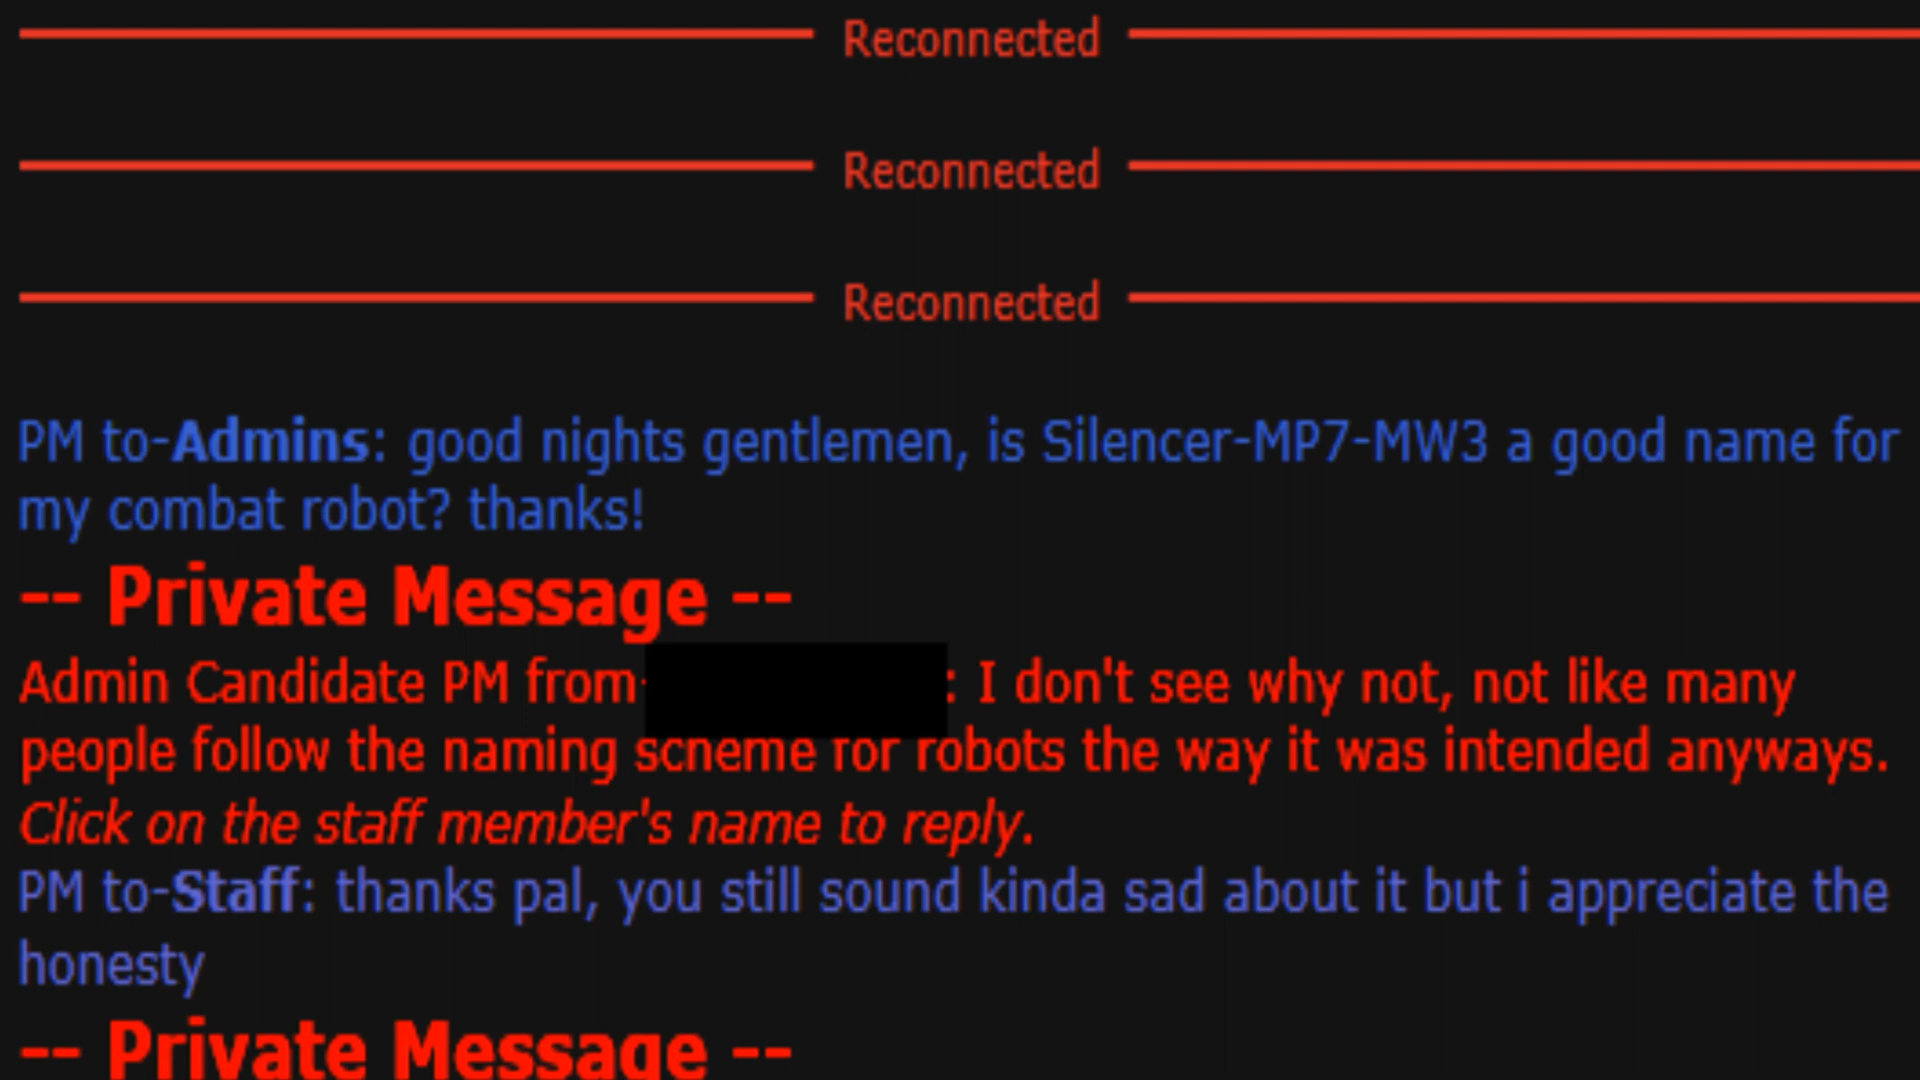 Reconnected
Reconnected
Reconnected
PM to-Admins: good nights gentlemen, is Silencer-MP7-MW3 a good name for
my combat robot? thanks!
-- Private Message --
Admin Candidate PM from- : I don't see why not, not like many
people follow the naming scheme for robots the way it was intended anyways.
Click on the staff member's name to reply.
PM to-Staff: thanks pal, you still sound kinda sad about it but i appreciate the
honesty
-- Private Message --